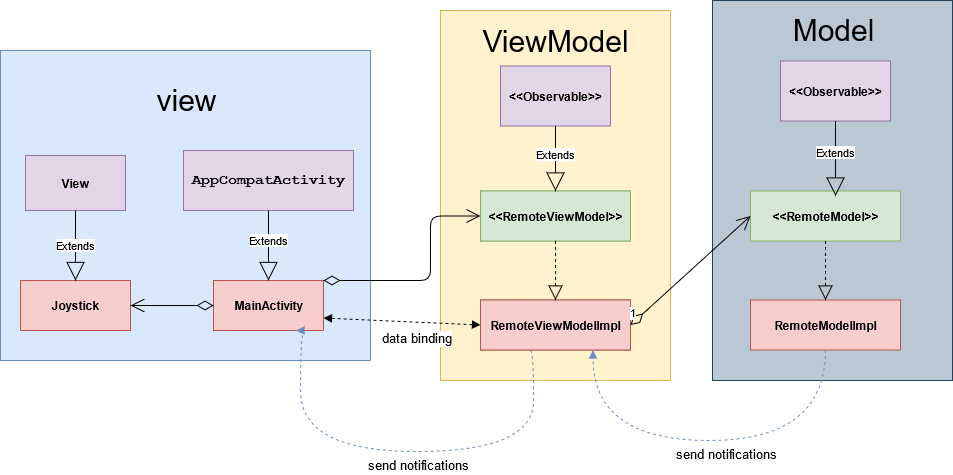 view
View
AppCompatActivity
Extends
Extends
Joystick
MainActivity
data binding
send notifications
ViewModel
<<Observable>>
Extends
<<RemoteViewModel>>
RemoteViewModelImpl
1
send notifications
Model
<<Observable>>
Extends
<<RemoteModel>>
RemoteModelImpl